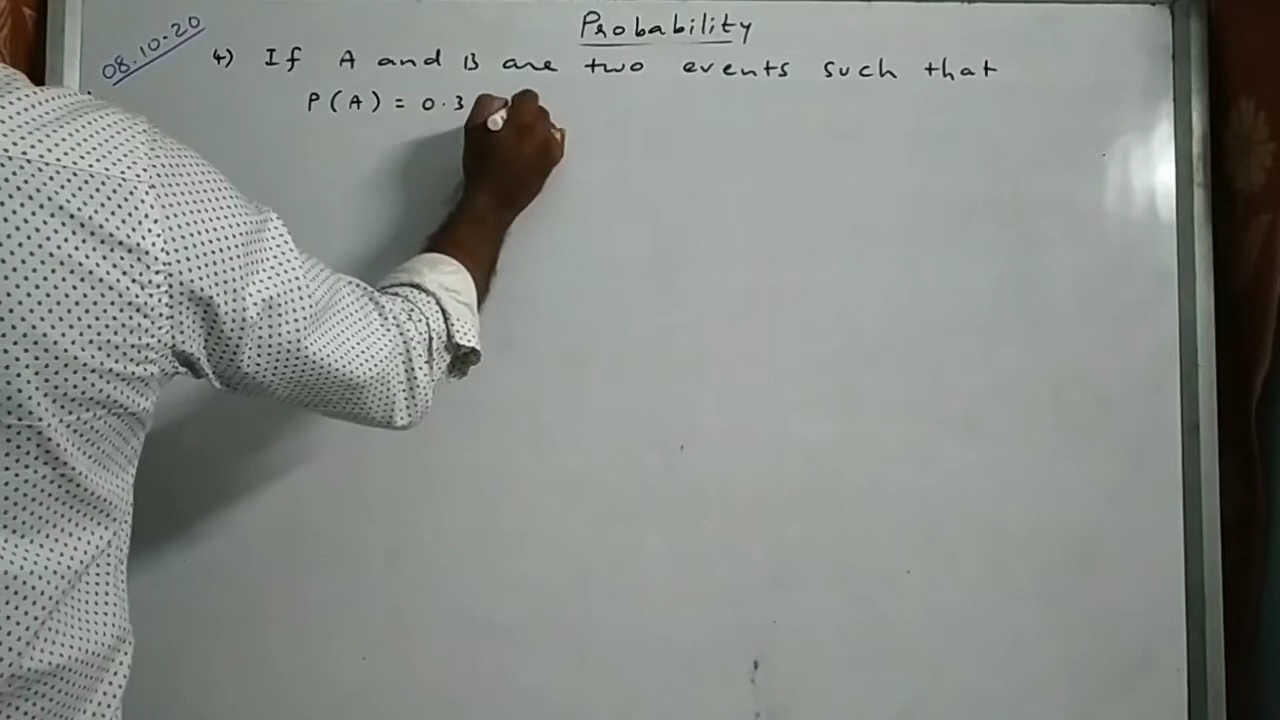 Probability
08.10.20
4) If A and B are two events such that
P(A) = 0.3